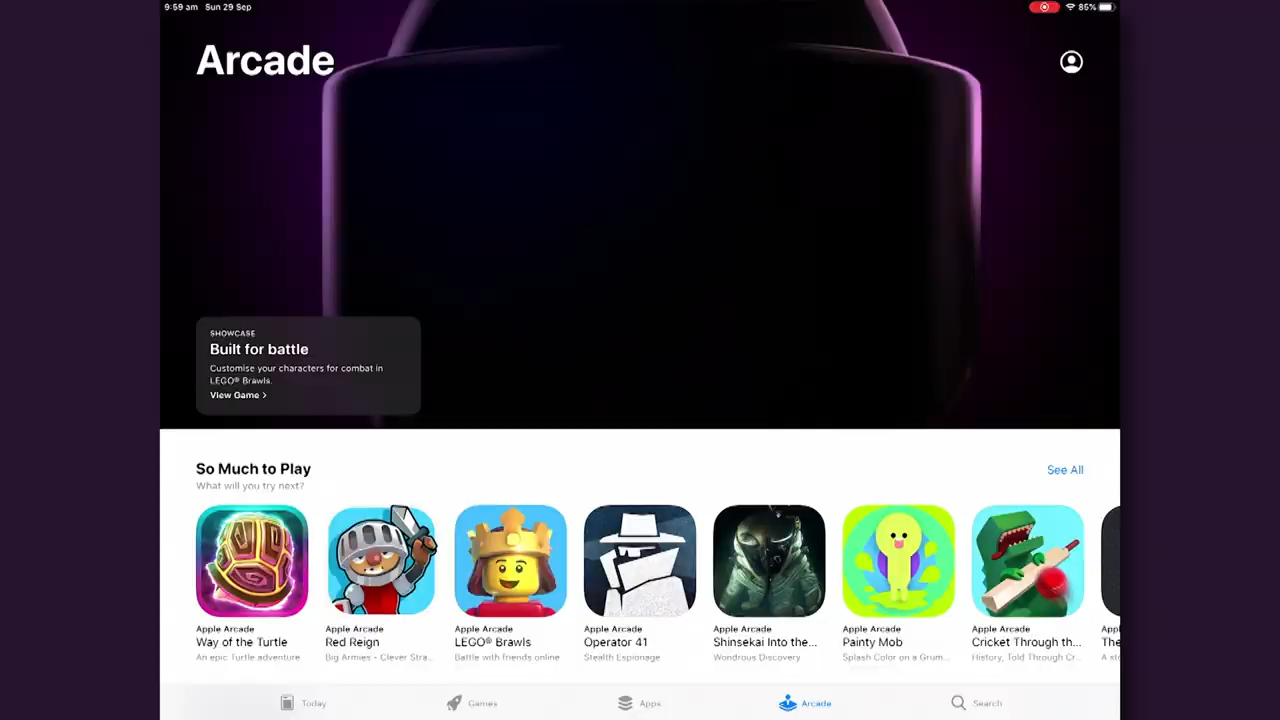 9:59 am Sun 29 Sep
85%
Arcade
SHOWCASE
Built for battle
Customise your characters for combat in
LEGO® Brawls.
View Game >
So Much to Play
See All
What will you try next?
Apple Arcade
Way of the Turtle
An epic Turtle adventure
Apple Arcade
Red Reign
Big Armies - Clever Stra...
Apple Arcade
LEGO® Brawls
Battle with friends online
Apple Arcade
Operator 41
Stealth Espionage
Apple Arcade
Shinsekai Into the...
Wondrous Discovery
Apple Arcade
Painty Mob
Splash Color on a Grum...
Apple Arcade
Cricket Through th...
History, Told Through Cr...
Apple
The
A st
Today
Games
Apps
Arcade
Search